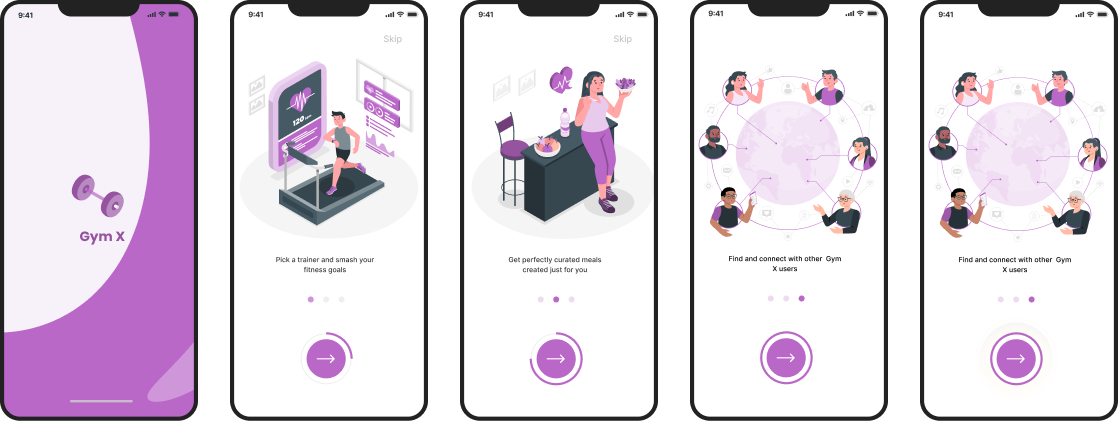 9:41
Gym X
9:41
Skip
120
Pick a trainer and smash your
fitness goals
9:41
Skip
Get perfectly curated meals
created just for you
9:41
Find and connect with other Gym
X users
9:41
Find and connect with other Gym
X users